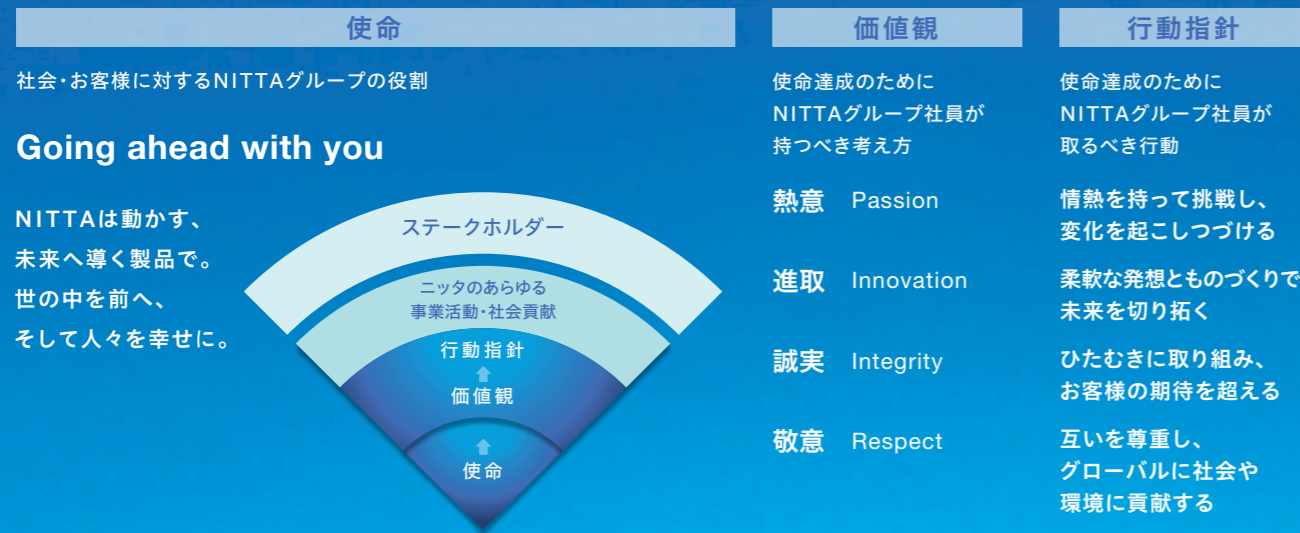 使命
社会・お客様に対するNITTAグループの役割
Going ahead with you
NITTAは動かす、
未来へ導く製品で。
世の中を前へ、
そして人々を幸せに。
ステークホルダー
ニッタのあらゆる
事業活動・社会貢献
行動指針
価値観
使命
価値観
使命達成のために
NITTAグループ社員が
持つべき考え方
熱意 Passion
進取 Innovation
誠実 Integrity
敬意 Respect
行動指針
使命達成のために
NITTAグループ社員が
取るべき行動
情熱を持って挑戦し、
変化を起こしつづける
柔軟な発想とものづくりで
未来を切り拓く
ひたむきに取り組み、
お客様の期待を超える
互いを尊重し、
グローバルに社会や
環境に貢献する